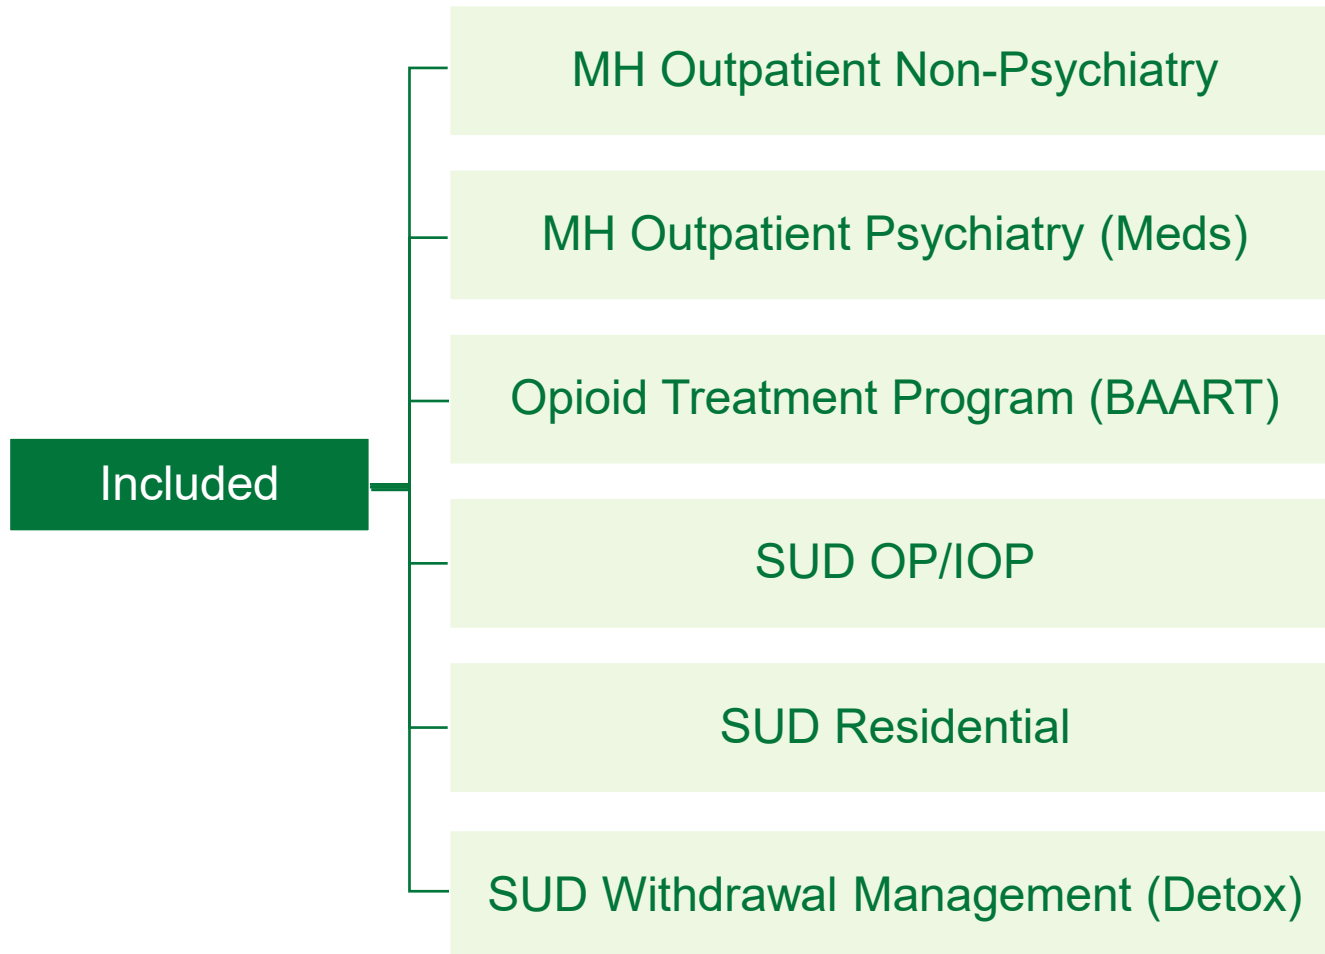 MH Outpatient Non-Psychiatry
MH Outpatient Psychiatry (Meds)
Opioid Treatment Program (BAART)
Included
SUD OP/IOP
SUD Residential
SUD Withdrawal Management (Detox)